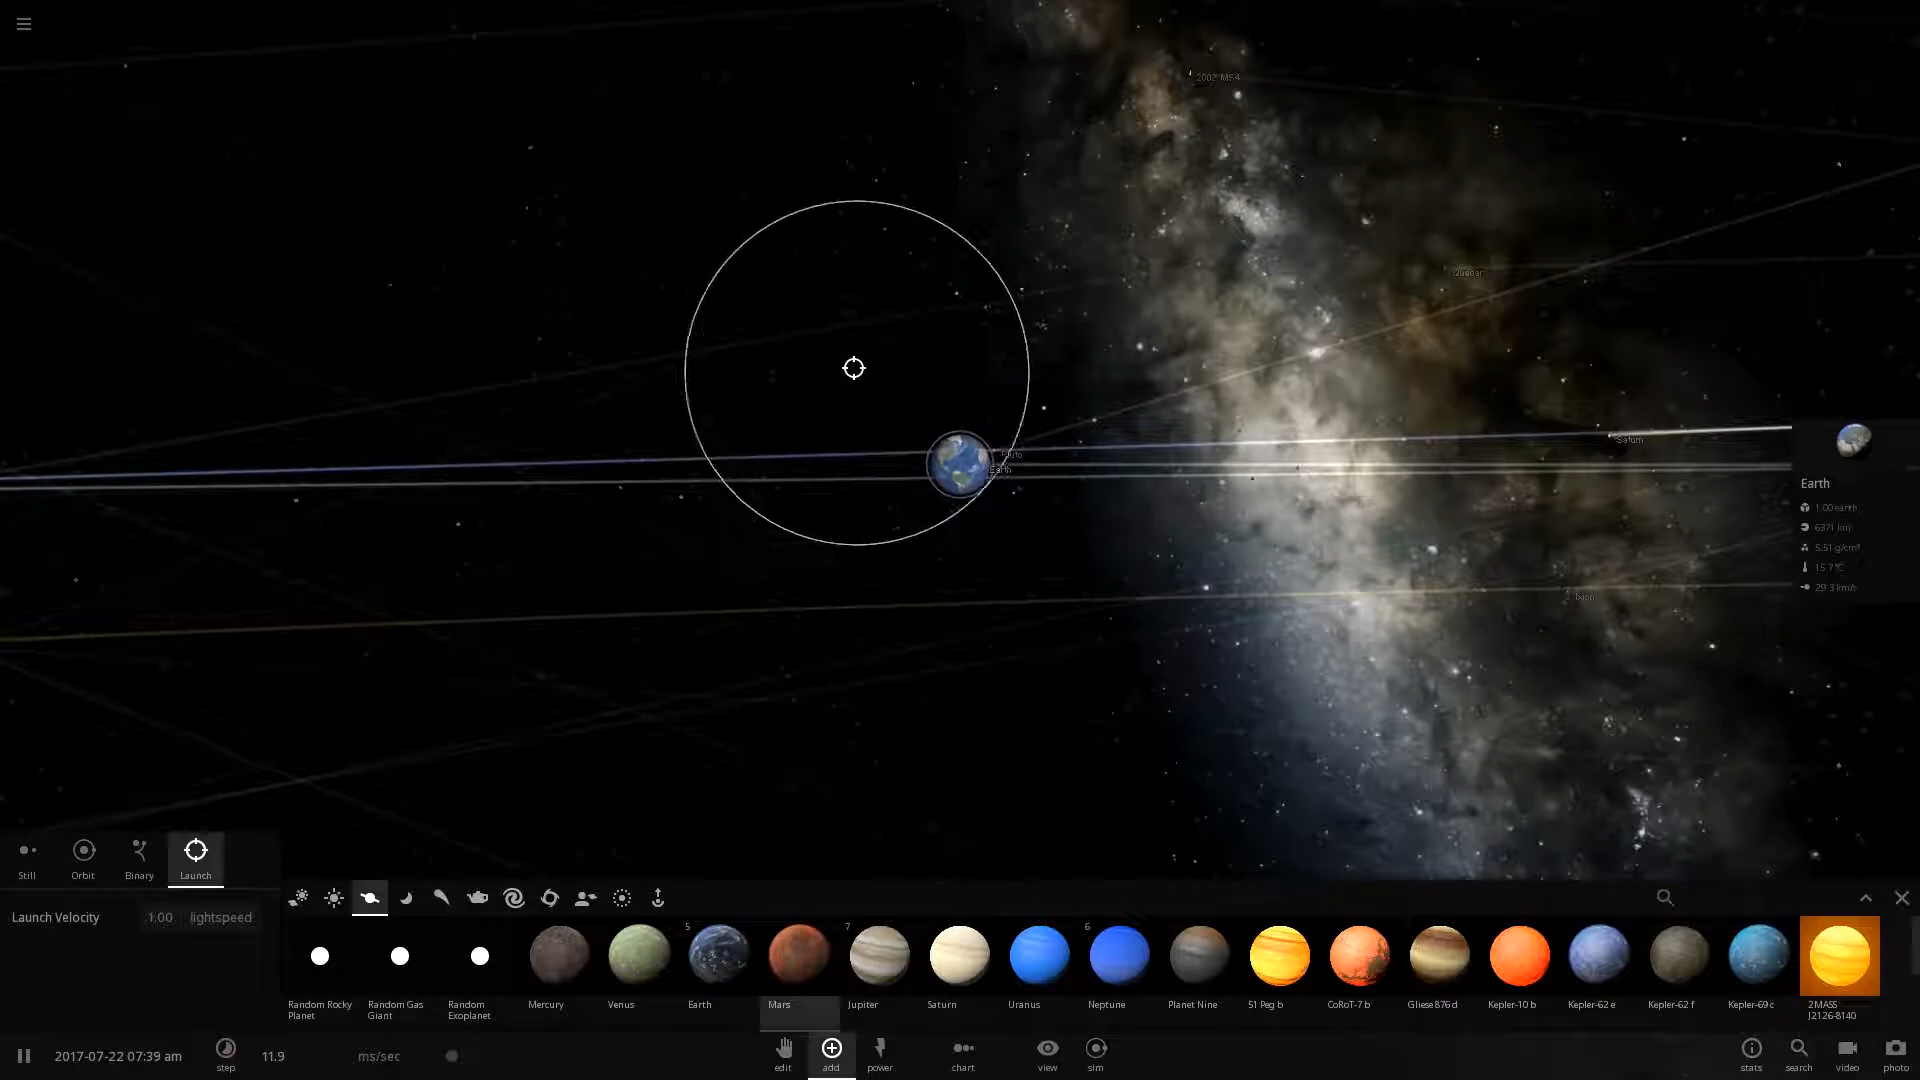 2002 MS4
Quaoar
Saturn
Pluto
Earth
Earth
1.00 earth
6371 km
5.51 g/cm³
15.7 °C
29.3 km/s
Ixion
Still
Orbit
Binary
Launch
Launch Velocity
1.00
lightspeed
5
7
6
Random Rocky
Planet
Random Gas
Giant
Random
Exoplanet
Mercury
Venus
Earth
Mars
Jupiter
Saturn
Uranus
Neptune
Planet Nine
51 Peg b
CoRoT-7 b
Gliese 876 d
Kepler-10 b
Kepler-62 e
Kepler-62 f
Kepler-69 c
2MASS
J2126-8140
2017-07-22 07:39 am
step
11.9
ms/sec
edit
add
power
chart
view
sim
stats
search
video
photo